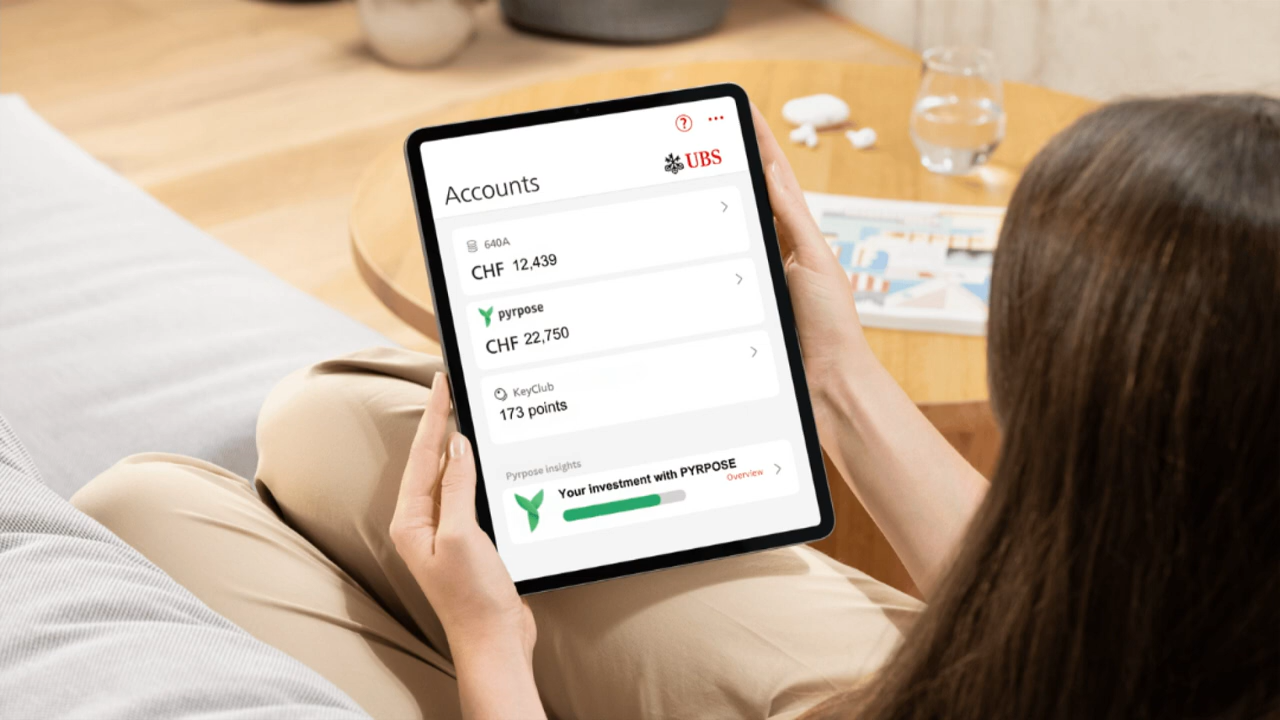 ?
UBS
Accounts
640A
CHF 12,439
pyrpose
CHF 22,750
KeyClub
173 points
Pyrpose insights
Your investment with PYRPOSE
Overview